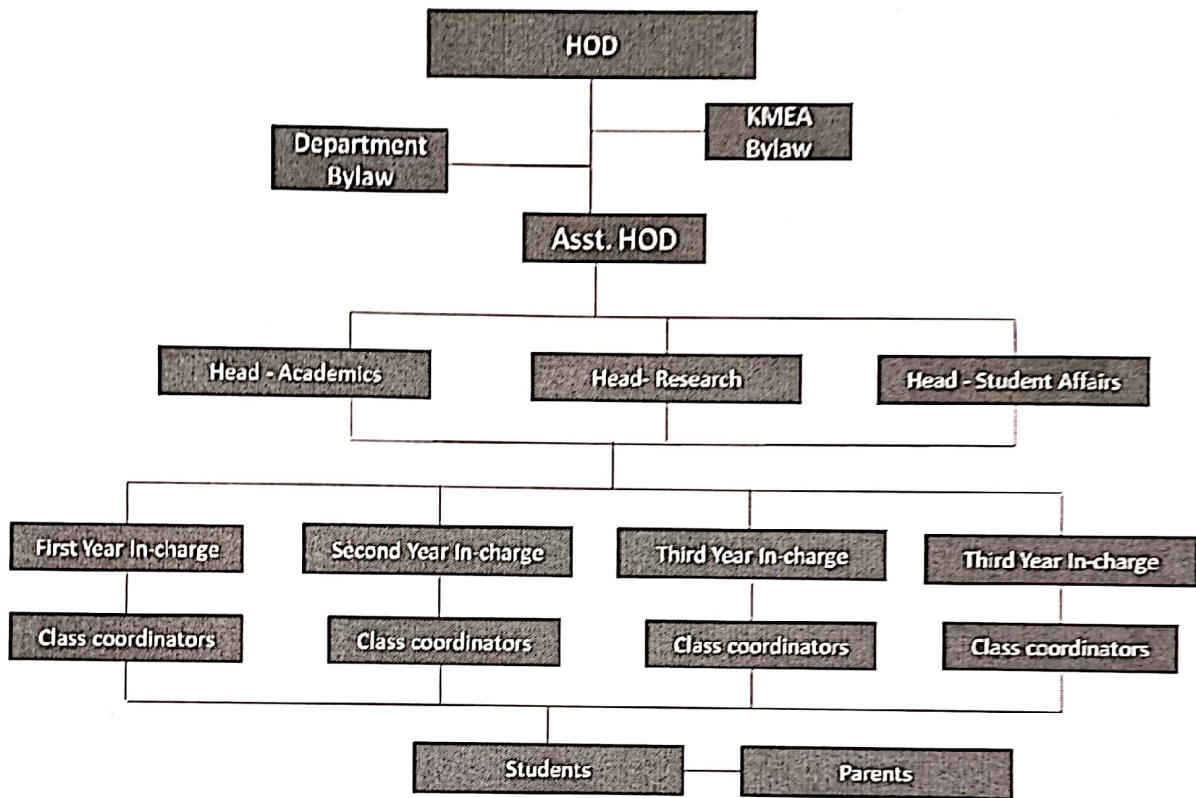 HOD
KMEA
Bylaw
Department
Bylaw
Asst. HOD
Head - Academics
Head- Research
Head - Student Affairs
First Year In-charge
Second Year In-charge
Third Year In-charge
Third Year In-charge
Class coordinators
Class coordinators
Class coordinators
Class coordinators
Students
Parents